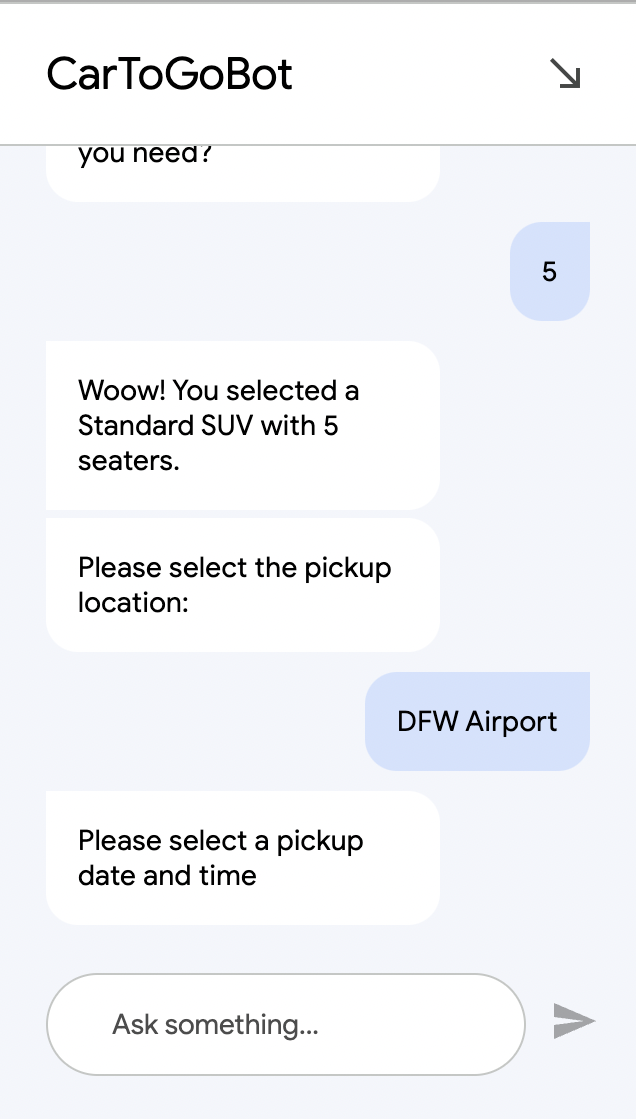 CarToGoBot
you need?
5
Woow! You selected a
Standard SUV with 5
seaters.
Please select the pickup
location:
DFW Airport
Please select a pickup
date and time
Ask something...